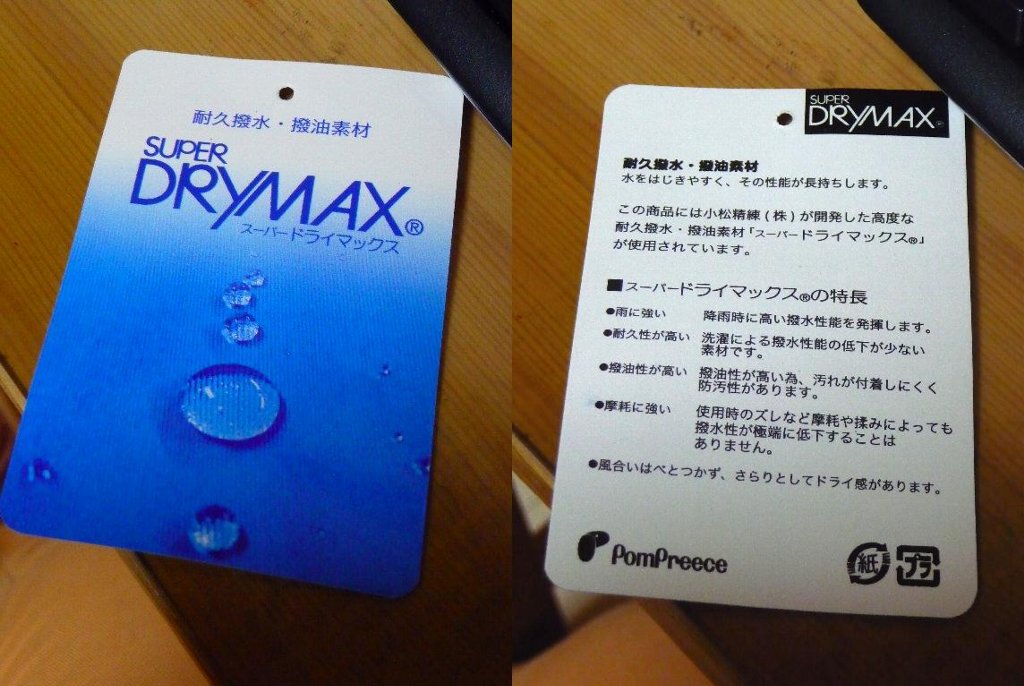 耐久撥水・撥油素材
SUPER
DRYMAX®
スーパードライマックス
SUPER
DRYMAX®
耐久撥水・撥油素材
水をはじきやすく、その性能が長持ちします。
この商品には小松精練(株)が開発した高度な
耐久撥水・撥油素材「スーパードライマックス®」
が使用されています。
■スーパードライマックス®の特長
●雨に強い 降雨時に高い撥水性能を発揮します。
●耐久性が高い 洗濯による撥水性能の低下が少ない
素材です。
●撥油性が高い 撥油性が高い為、汚れが付着しにくく
防汚性があります。
●摩耗に強い 使用時のズレなど摩耗や揉みによっても
撥水性が極端に低下することは
ありません。
●風合いはべとつかず、さらりとしてドライ感があります。
PomPreece
紙 プラ